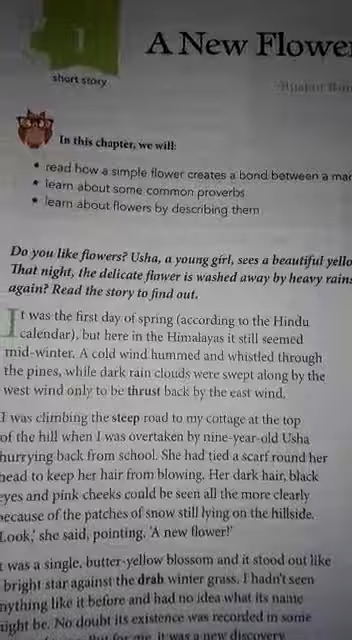 1
A New Flower
short story
In this chapter, we will:
• read how a simple flower creates a bond between a
• learn about some common proverbs
• learn about flowers by describing them
Do you like flowers? Usha, a young girl, sees a beautiful
That night, the delicate flower is washed away by heavy
again? Read the story to find out.
It was the first day of spring (according to the Hindu
calendar), but here in the Himalayas it still seemed
mid-winter. A cold wind hummed and whistled through
the pines, while dark rain clouds were swept along by the
west wind only to be thrust back by the east wind.
I was climbing the steep road to my cottage at the top
of the hill when I was overtaken by nine-year-old Usha
hurrying back from school. She had tied a scarf round her
head to keep her hair from blowing. Her dark hair, black
eyes and pink cheeks could be seen all the more clearly
because of the patches of snow still lying on the hillside.
'Look,' she said, pointing. 'A new flower!'
t was a single, butter-yellow blossom and it stood out like
bright star against the drab winter grass. I hadn't seen
nything like it before and had no idea what its name
might be. No doubt its existence was recorded in some
But for me, it was a new discovery